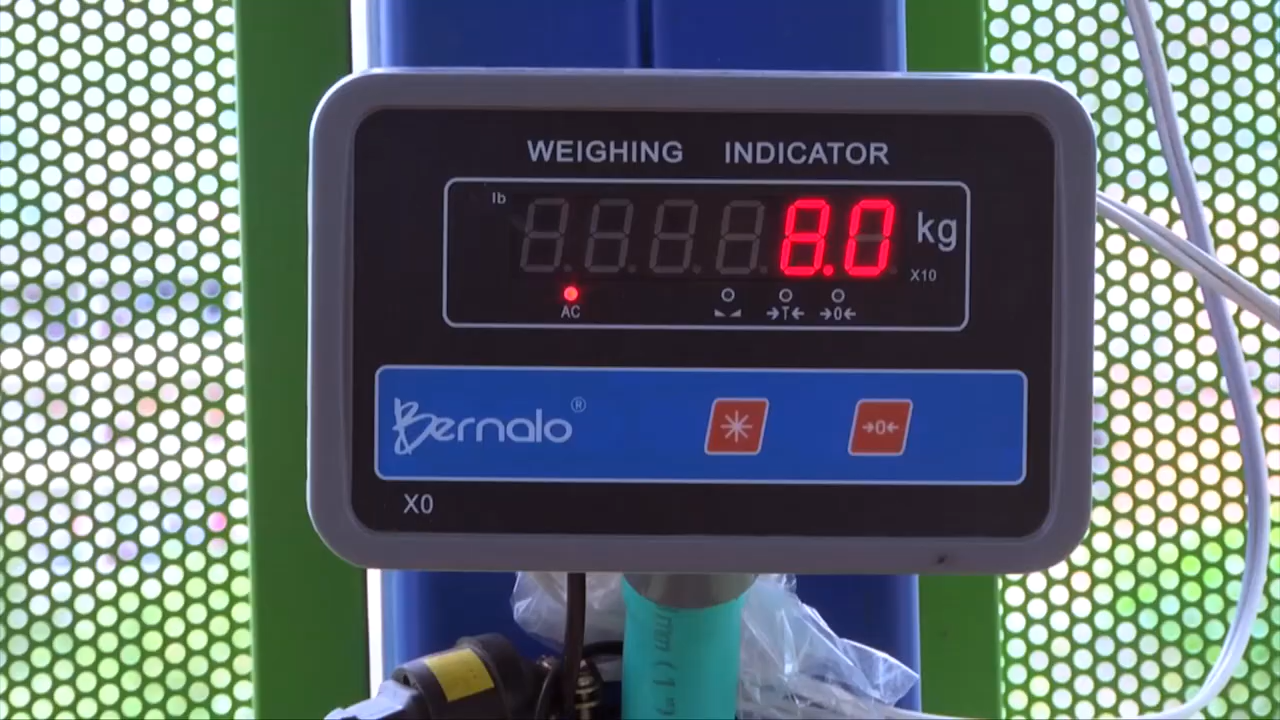 WEIGHING INDICATOR
lb
8.0 kg
X10
AC
→T← →0←
Bernalo®
→0←
X0